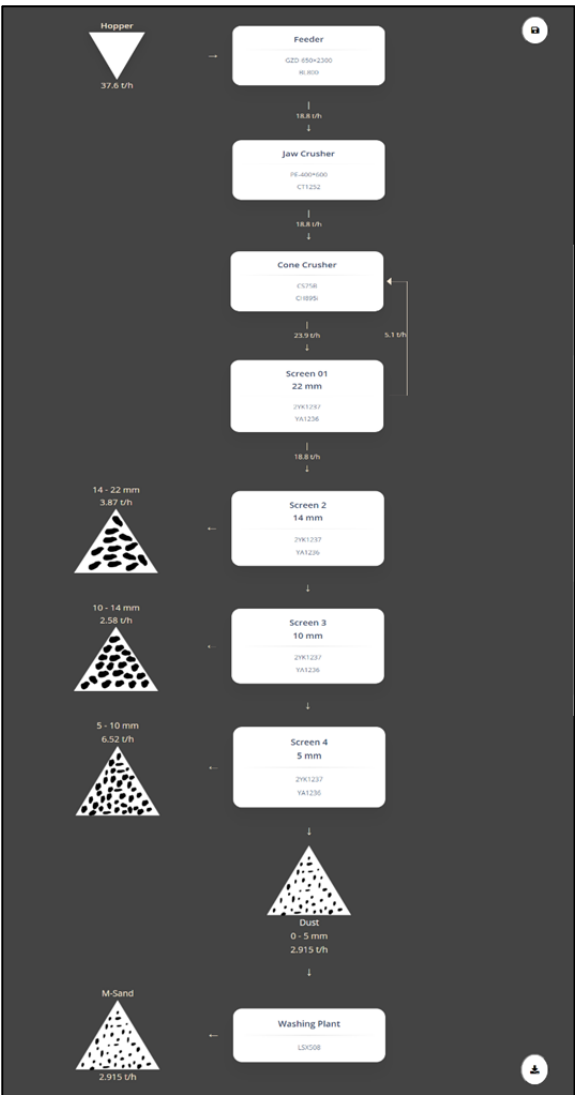 Hopper
37.6 t/h
Feeder
GZD-650×2300
18.8 t/h
Jaw Crusher
PE-400*600
CT1252
18.8 t/h
Cone Crusher
CS75B
23.9 t/h
5.1 t/h
Screen 01
22 mm
2YK1237
YA1236
18.8 t/h
14 - 22 mm
3.87 t/h
Screen 2
14 mm
2YK1237
YA1236
10 - 14 mm
2.58 t/h
Screen 3
10 mm
2YK1237
YA1236
5 - 10 mm
6.52 t/h
Screen 4
5 mm
2YK1237
YA1236
Dust
0 - 5 mm
2.915 t/h
M-Sand
2.915 t/h
Washing Plant